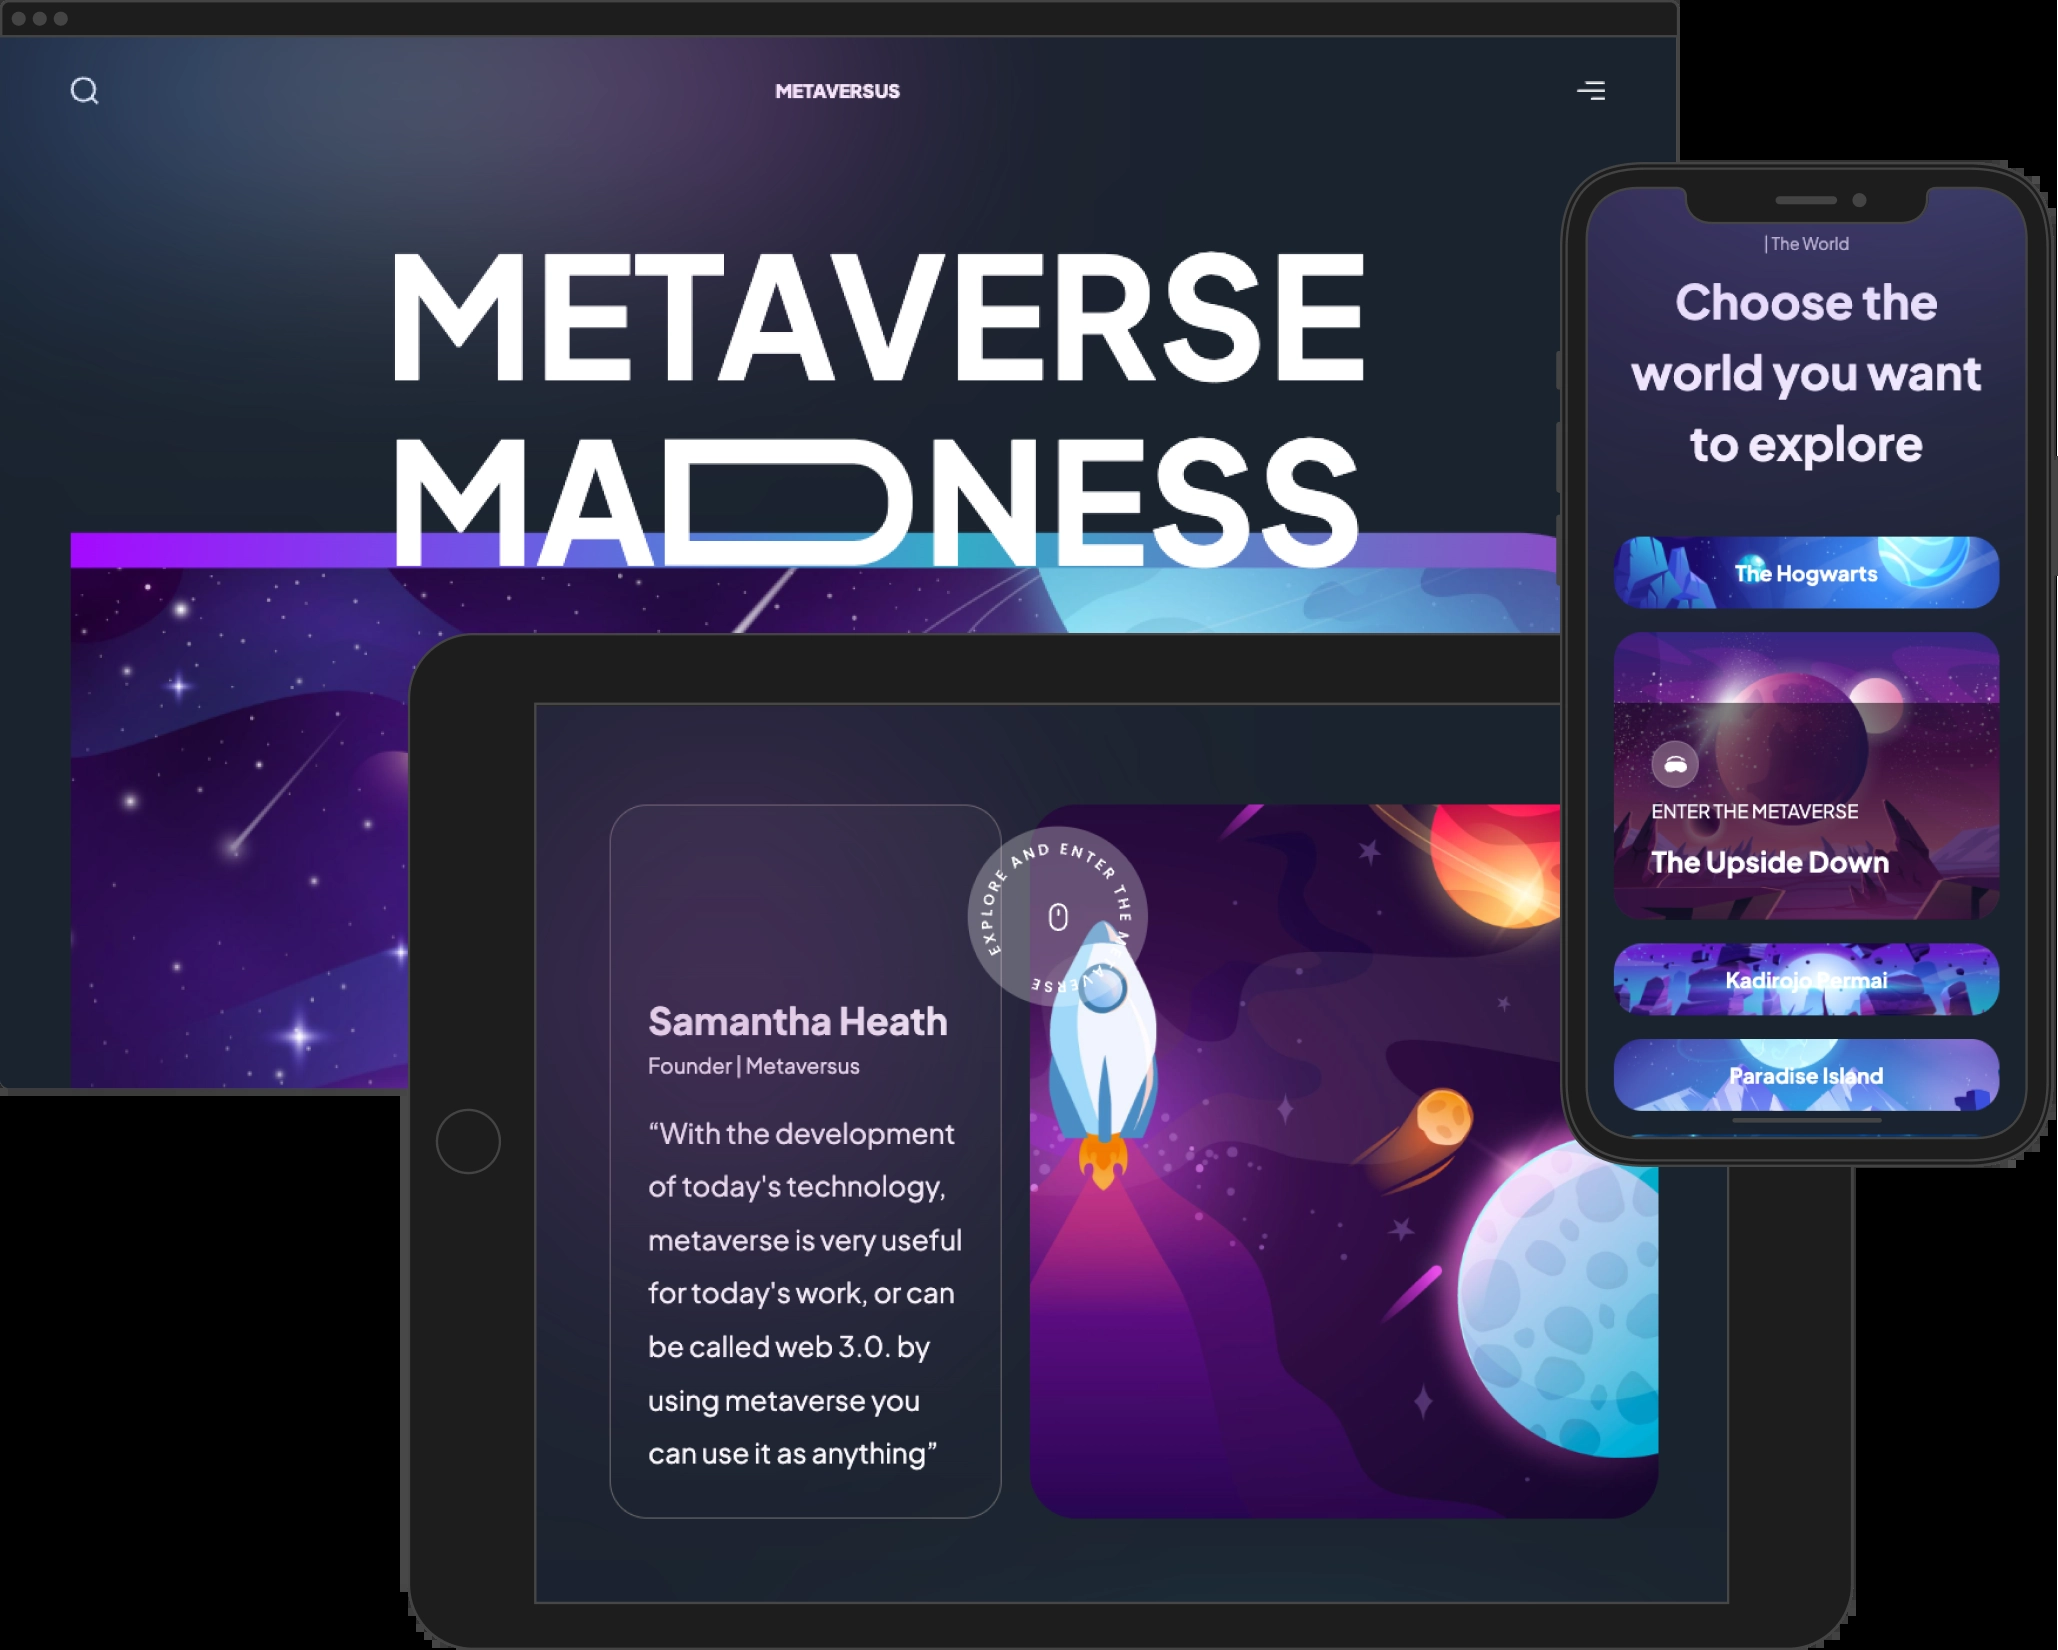 METAVERSUS
METAVERSE
MADNESS
| The World
Choose the
world you want
to explore
The Hogwarts
ENTER THE METAVERSE
The Upside Down
Kadirojo Permai
Paradise Island
EXPLORE AND ENTER THE METAVERSE
Samantha Heath
Founder | Metaversus
“With the development
of today's technology,
metaverse is very useful
for today's work, or can
be called web 3.0. by
using metaverse you
can use it as anything”